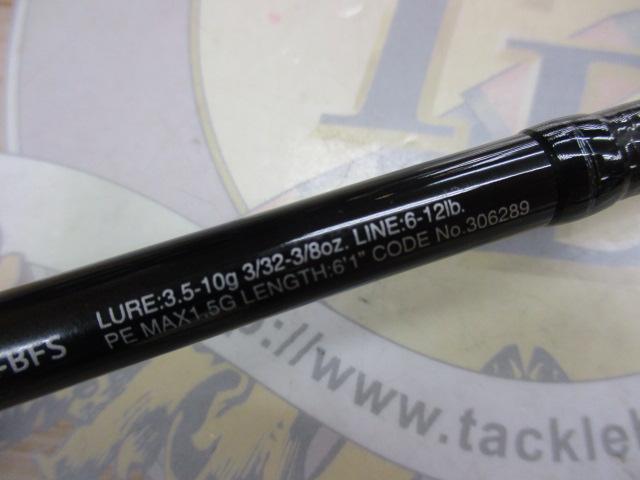 LURE:3.5-10g 3/32-3/8oz. LINE:6-12lb.
PE MAX1.5G LENGTH:6'1" CODE No.306289
-BFS
://www.tackle